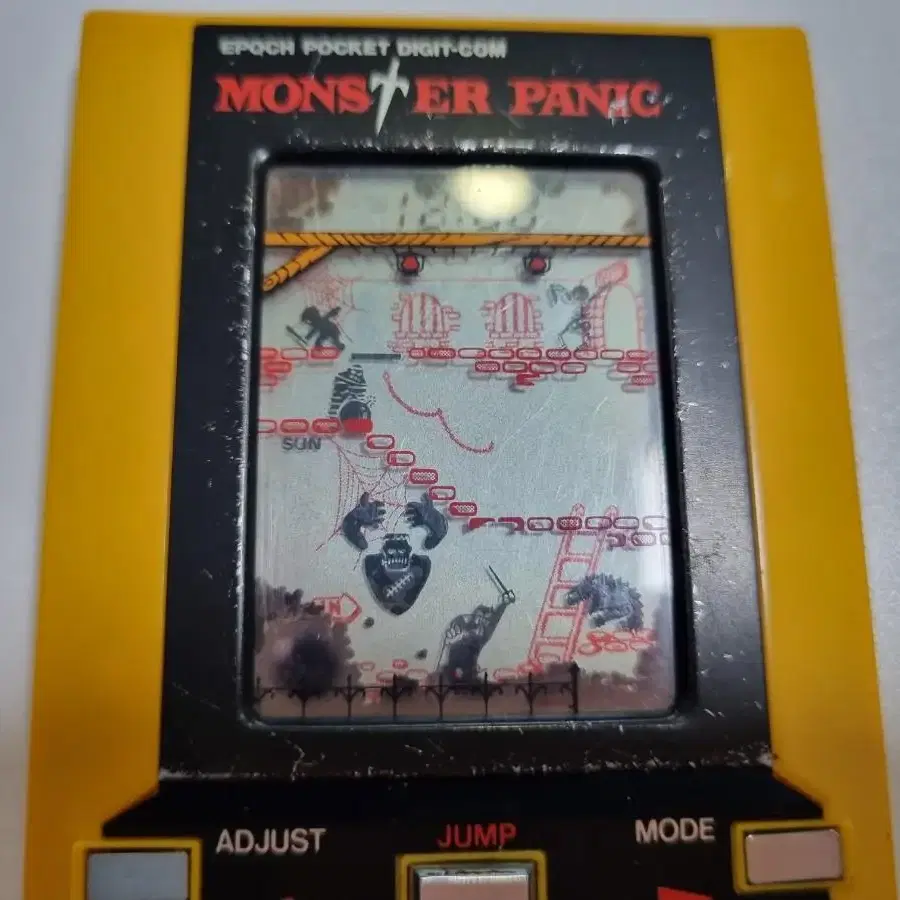 EPOCH POCKET DIGIT-COM
MONSTER PANIC
SUN
ADJUST
JUMP
MODE